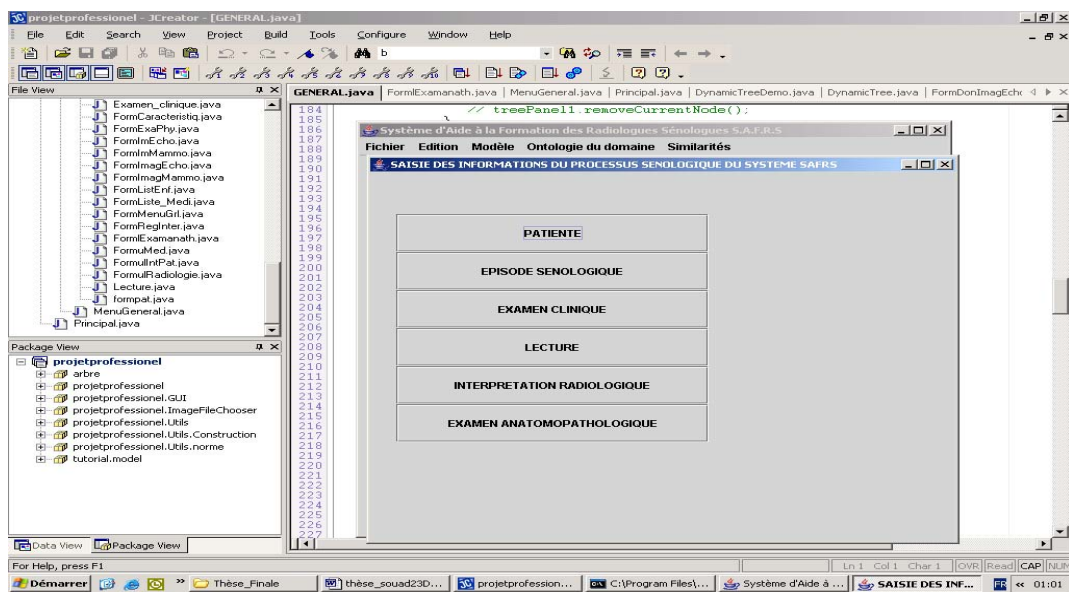 projetprofessionel - JCreator - [GENERAL.java]
File Edit Search View Project Build Tools Configure Window Help
b
File View
GENERAL.java FormlExamanath.java MenuGeneral.java Principal.java DynamicTreeDemo.java DynamicTree.java FormDonImagEchc
Examen_clinique.java
FormCaracteristiq.java
FormExaPhy.java
FormImEcho.java
FormImMammo.java
FormImagEcho.java
FormImagMammo.java
FormListEnf.java
FormListe_Medi.java
FormMenuGrl.java
FormRegInter.java
FormlExamanath.java
FormuMed.java
FormulIntPat.java
FormulRadiologie.java
Lecture.java
formpat.java
MenuGeneral.java
Principal.java
184 // treePanel1.removeCurrentNode();
185 }
186
187
188
189
190
191
192
193
194
195
196
197
198
199
200
201
202
203
204
205
206
207
208
209
210
211
212
213
214
215
216
217
218
219
220
221
222
223
224
225
226
227
Système d'Aide à la Formation des Radiologues Sénologues S.A.F.R.S
Fichier Edition Modèle Ontologie du domaine Similarités
SAISIE DES INFORMATIONS DU PROCESSUS SENOLOGIQUE DU SYSTEME SAFRS
PATIENTE
EPISODE SENOLOGIQUE
EXAMEN CLINIQUE
LECTURE
INTERPRETATION RADIOLOGIQUE
EXAMEN ANATOMOPATHOLOGIQUE
Package View
projetprofessionel
arbre
projetprofessionel
projetprofessionel.GUI
projetprofessionel.ImageFileChooser
projetprofessionel.Utils
projetprofessionel.Utils.Construction
projetprofessionel.Utils.norme
tutorial.model
Data View Package View
For Help, press F1
Ln 1 Col 1 Char 1 OVR Read CAP NUM
Démarrer » Thèse_Finale thèse_souad23D... projetprofession... C:\Program Files\... Système d'Aide à ... SAISIE DES INF... FR « 01:01